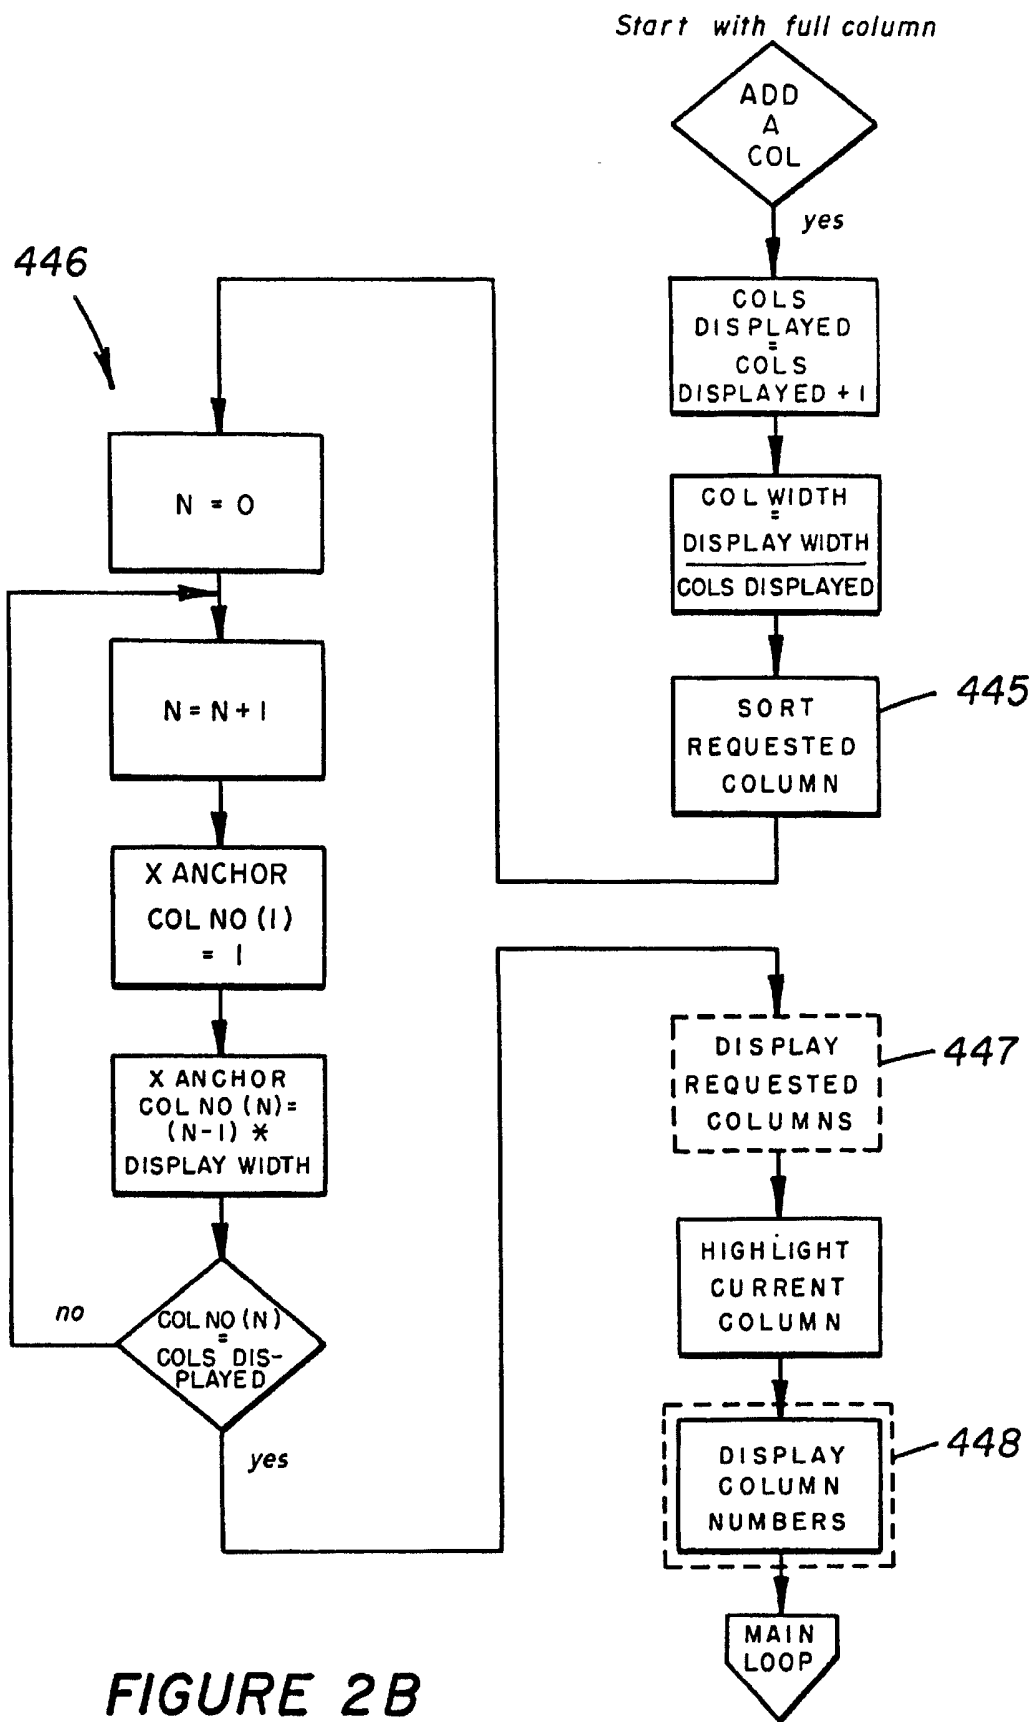 Start with full column
ADD
A
COL
yes
COLS
DISPLAYED
=
COLS
DISPLAYED + 1
COL WIDTH
=
DISPLAY WIDTH
COLS DISPLAYED
SORT
REQUESTED
COLUMN
445
446
N = 0
N = N + 1
X ANCHOR
COL NO (1)
= 1
X ANCHOR
COL NO (N) =
(N-1) *
DISPLAY WIDTH
COL NO (N)
=
COLS DIS-
PLAYED
no
yes
DISPLAY
REQUESTED
COLUMNS
447
HIGHLIGHT
CURRENT
COLUMN
DISPLAY
COLUMN
NUMBERS
448
MAIN
LOOP
FIGURE 2B